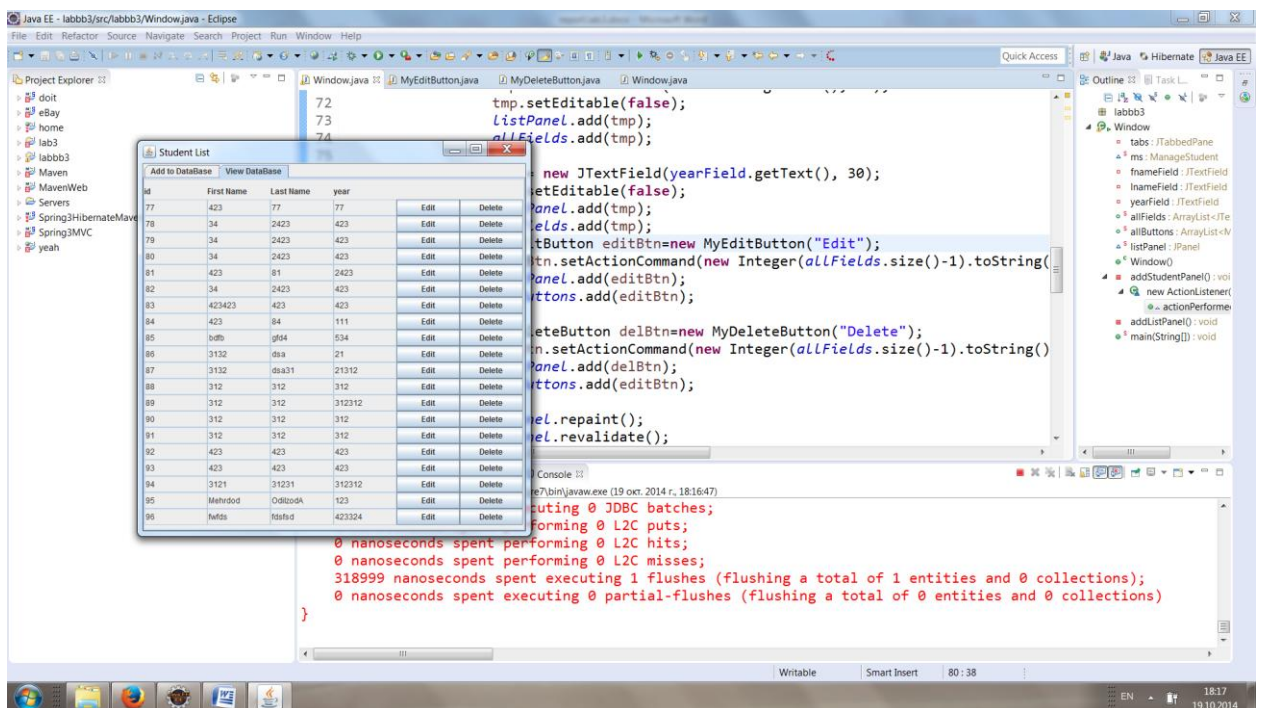 Java EE - labbb3/src/labbb3/Window.java - Eclipse
File Edit Refactor Source Navigate Search Project Run Window Help
Quick Access
Java Hibernate Java EE
Project Explorer
doit
eBay
home
lab3
labbb3
Maven
MavenWeb
Servers
Spring3HibernateMave
Spring3MVC
yeah
Window.java MyEditButton.java MyDeleteButton.java Window.java
72 tmp.setEditable(false);
73 listPanel.add(tmp);
74 allFields.add(tmp);
new JTextField(yearField.getText(), 30);
etEditable(false);
anel.add(tmp);
elds.add(tmp);
tButton editBtn=new MyEditButton("Edit");
tn.setActionCommand(new Integer(allFields.size()-1).toString(
anel.add(editBtn);
ttons.add(editBtn);
eteButton delBtn=new MyDeleteButton("Delete");
n.setActionCommand(new Integer(allFields.size()-1).toString()
anel.add(delBtn);
ttons.add(editBtn);
nel.repaint();
nel.revalidate();
Student List
Add to DataBase View DataBase
id First Name Last Name year
77 423 77 77 Edit Delete
78 34 2423 423 Edit Delete
79 34 2423 423 Edit Delete
80 34 2423 423 Edit Delete
81 423 81 2423 Edit Delete
82 34 2423 423 Edit Delete
83 423423 423 423 Edit Delete
84 423 84 111 Edit Delete
85 bdfb gfd4 534 Edit Delete
86 3132 dsa 21 Edit Delete
87 3132 dsa31 21312 Edit Delete
88 312 312 312 Edit Delete
89 312 312 312312 Edit Delete
90 312 312 312 Edit Delete
91 312 312 312 Edit Delete
92 423 423 423 Edit Delete
93 423 423 423 Edit Delete
94 3121 31231 312312 Edit Delete
95 Mehrdod OdilzodA 123 Edit Delete
96 fwfds fdsfsd 423324 Edit Delete
Outline Task L...
labbb3
Window
tabs : JTabbedPane
ms : ManageStudent
fnameField : JTextField
lnameField : JTextField
yearField : JTextField
allFields : ArrayList<JTe
allButtons : ArrayList<M
listPanel : JPanel
Window()
addStudentPanel() : voi
new ActionListener(
actionPerforme
addListPanel() : void
main(String[]) : void
Console
re7\bin\javaw.exe (19 окт. 2014 г., 18:16:47)
cuting 0 JDBC batches;
forming 0 L2C puts;
0 nanoseconds spent performing 0 L2C hits;
0 nanoseconds spent performing 0 L2C misses;
318999 nanoseconds spent executing 1 flushes (flushing a total of 1 entities and 0 collections);
0 nanoseconds spent executing 0 partial-flushes (flushing a total of 0 entities and 0 collections)
}
Writable Smart Insert 80 : 38
EN 18:17
19.10.2014